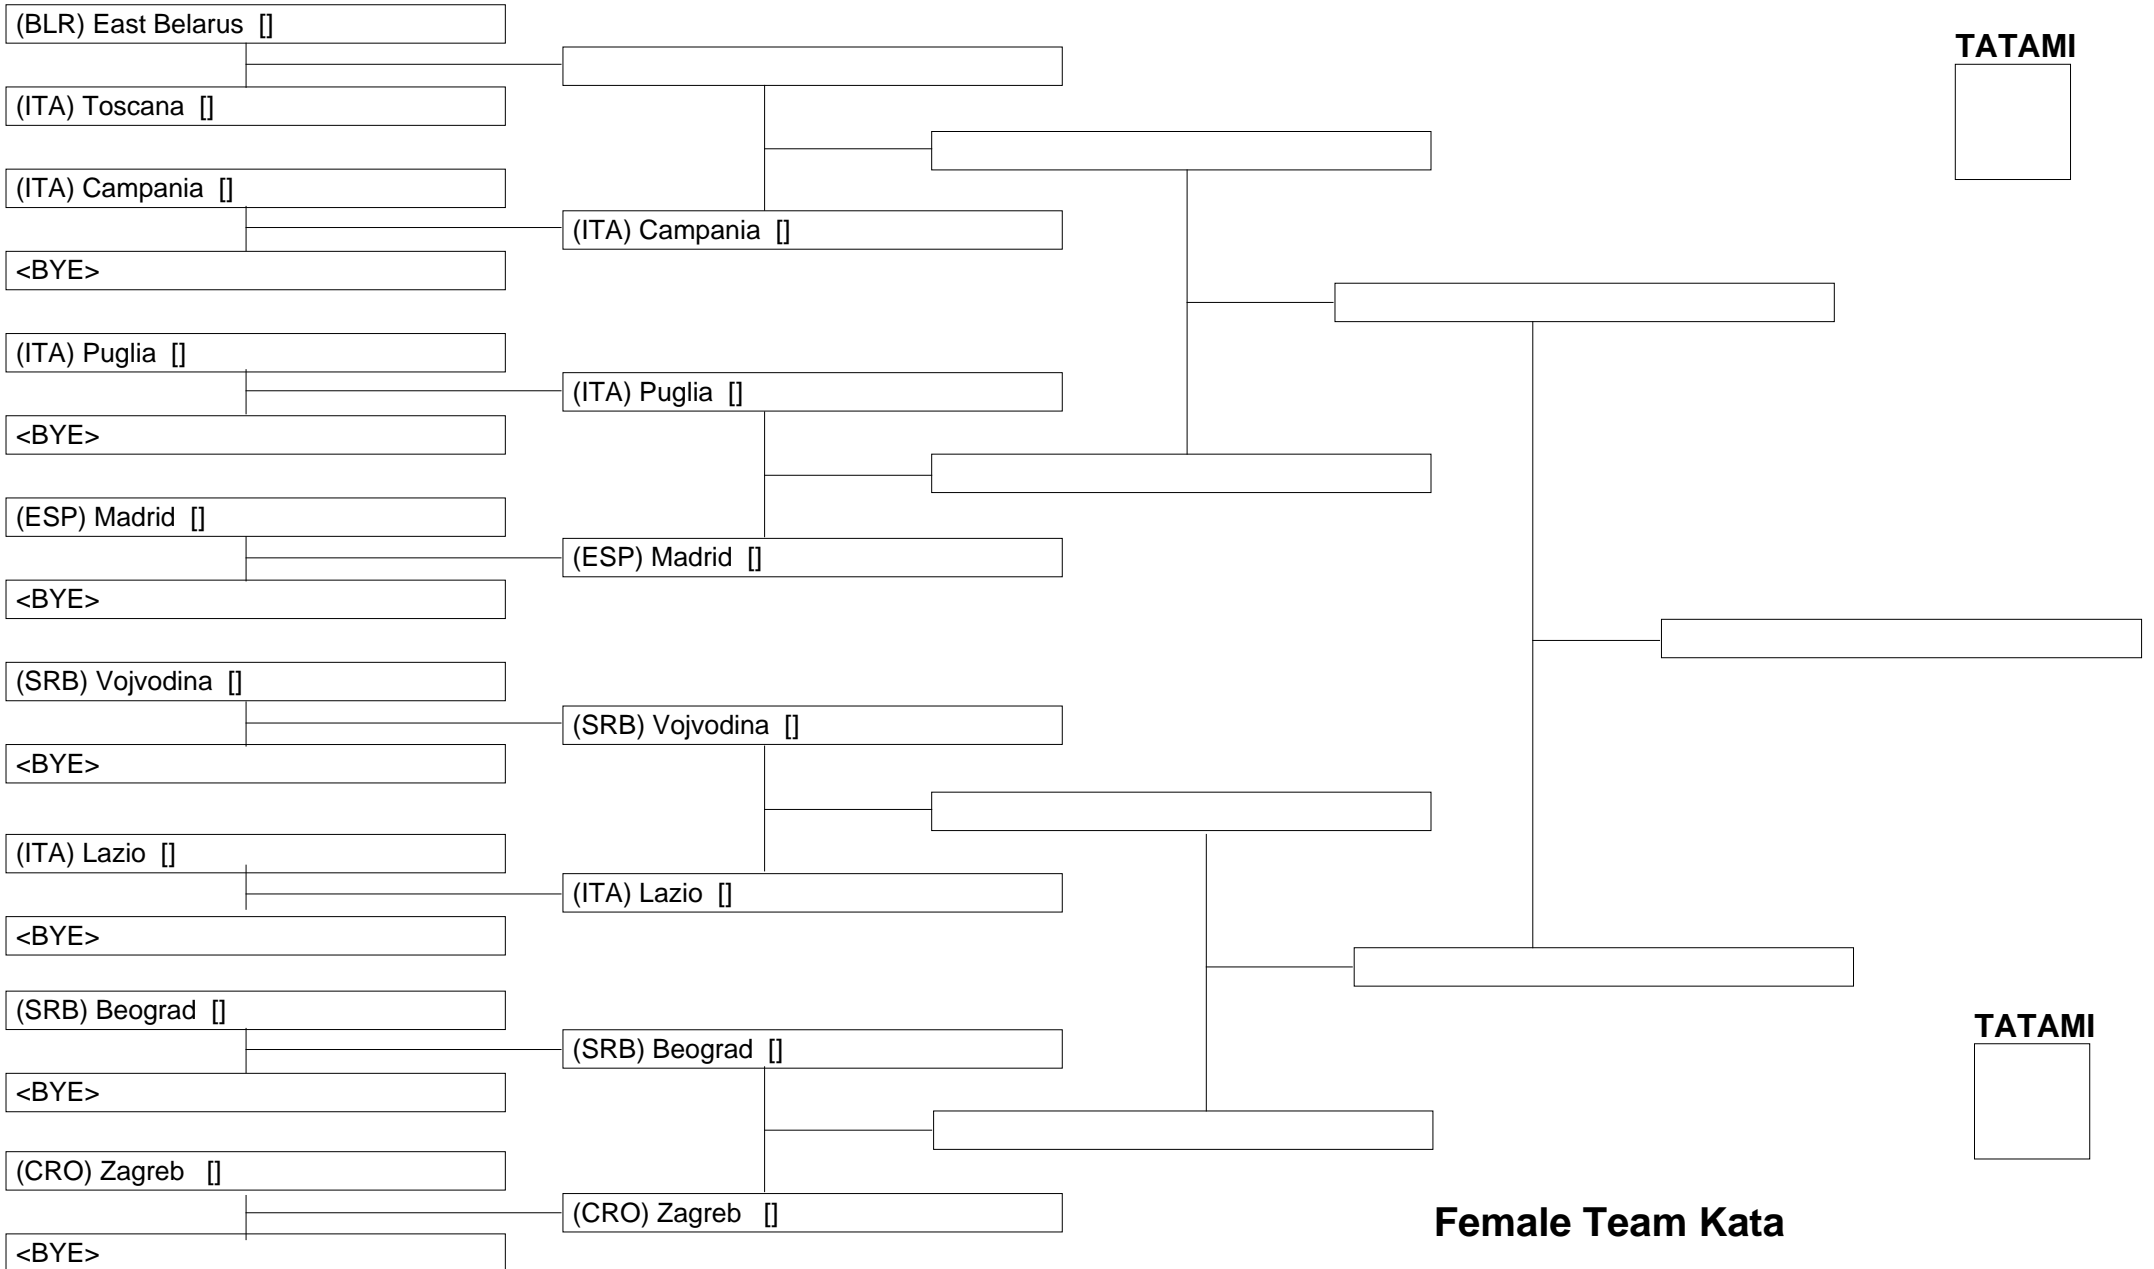 (BLR) East Belarus []
TATAMI
(ITA) Toscana []
(ITA) Campania []
(ITA) Campania []
<BYE>
(ITA) Puglia []
(ITA) Puglia []
<BYE>
(ESP) Madrid []
(ESP) Madrid []
<BYE>
(SRB) Vojvodina []
(SRB) Vojvodina []
<BYE>
(ITA) Lazio []
(ITA) Lazio []
<BYE>
(SRB) Beograd []
TATAMI
(SRB) Beograd []
<BYE>
(CRO) Zagreb []
(CRO) Zagreb []
Female Team Kata
<BYE>